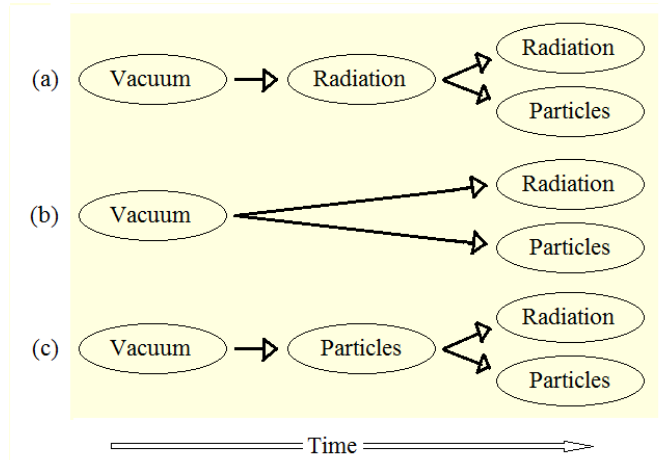 Radiation
(a) Vacuum Radiation
Particles
Radiation
(b) Vacuum
Particles
Radiation
(c) Vacuum Particles
Particles
Time